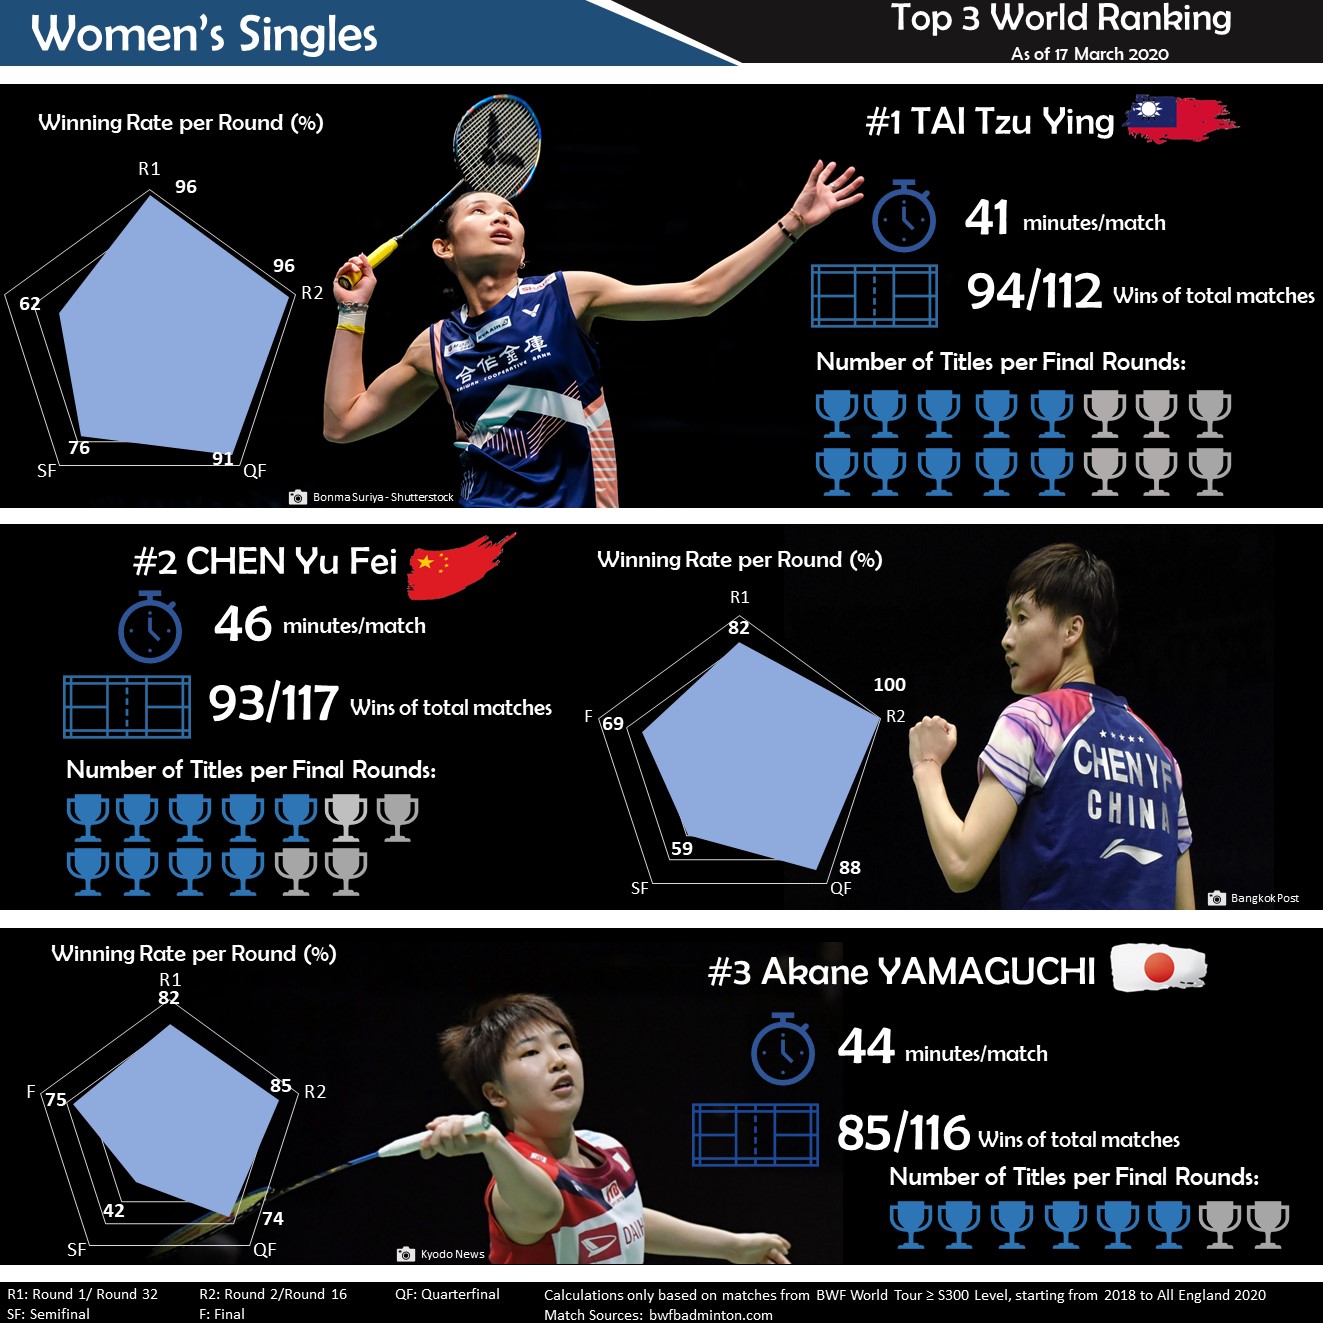 Women's Singles
Top 3 World Ranking
As of 17 March 2020
Winning Rate per Round (%)
R1
96
96
R2
62
76
SF
91
QF
Bonma Suriya - Shutterstock
合作金庫
TAIWAN COOPERATIVE BANK
#1 TAI Tzu Ying
41 minutes/match
94/112 Wins of total matches
Number of Titles per Final Rounds:
#2 CHEN Yu Fei
46 minutes/match
93/117 Wins of total matches
Number of Titles per Final Rounds:
Winning Rate per Round (%)
R1
82
100
R2
F
69
59
SF
88
QF
CHEN Y F
CHINA
Bangkok Post
Winning Rate per Round (%)
R1
82
85
R2
F
75
42
SF
74
QF
Kyodo News
DAIH
#3 Akane YAMAGUCHI
44 minutes/match
85/116 Wins of total matches
Number of Titles per Final Rounds:
R1: Round 1/ Round 32
R2: Round 2/Round 16
QF: Quarterfinal
SF: Semifinal
F: Final
Calculations only based on matches from BWF World Tour ≥ S300 Level, starting from 2018 to All England 2020
Match Sources: bwfbadminton.com